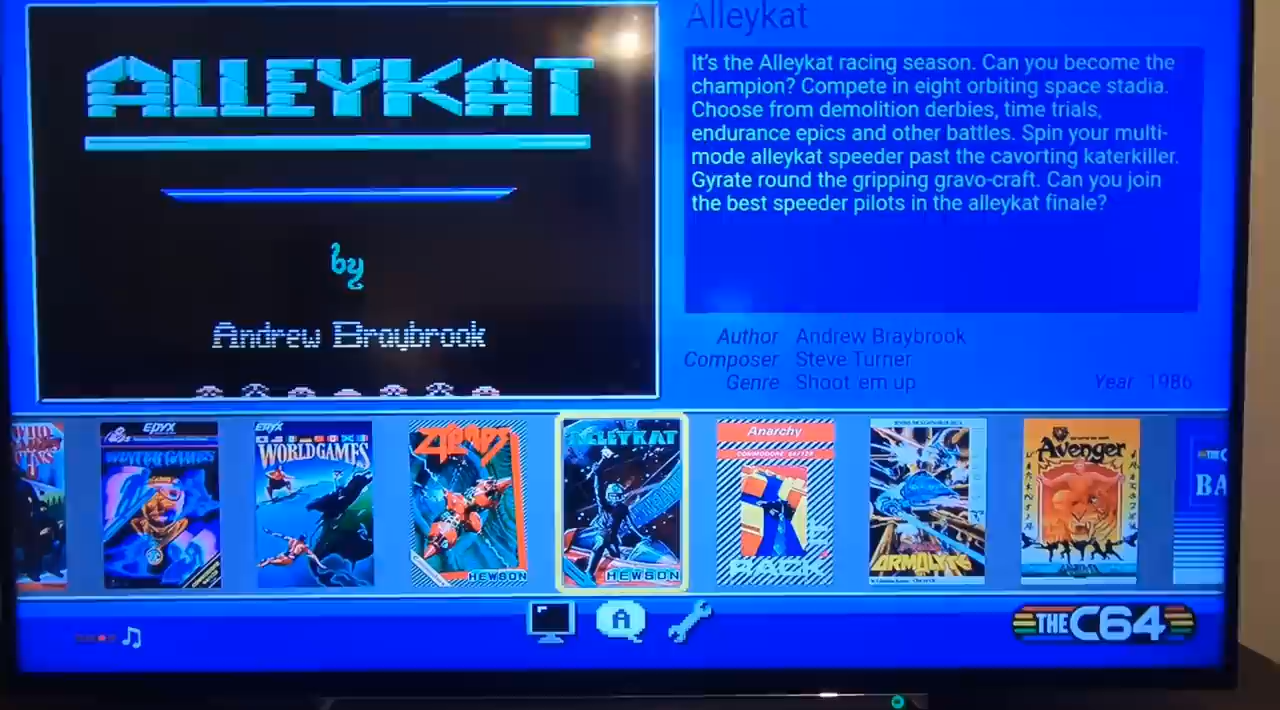 ALLEYKAT
by
Andrew Braybrook
Alleykat
It's the Alleykat racing season. Can you become the
champion? Compete in eight orbiting space stadia.
Choose from demolition derbies, time trials,
endurance epics and other battles. Spin your multi-
mode alleykat speeder past the cavorting katerkiller.
Gyrate round the gripping gravo-craft. Can you join
the best speeder pilots in the alleykat finale?
Author Andrew Braybrook
Composer Steve Turner
Genre Shoot em up Year 1986
EPYX
WINTER GAMES
EPYX
WORLD GAMES
HEWSON
ALLEYKAT
HEWSON
Anarchy
COMMODORE 64/128
RACK
ARMOLYTE
Avenger
BA
A
THEC64